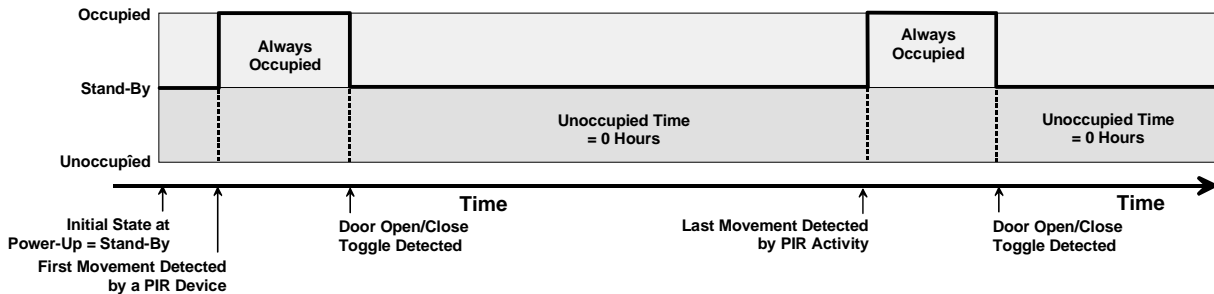 Occupied
Always
Occupied
Always
Occupied
Stand-By
Unoccupied Time
= 0 Hours
Unoccupied Time
= 0 Hours
Unoccupied
Time
Time
Initial State at
Power-Up = Stand-By
First Movement Detected
by a PIR Device
Door Open/Close
Toggle Detected
Last Movement Detected
by PIR Activity
Door Open/Close
Toggle Detected